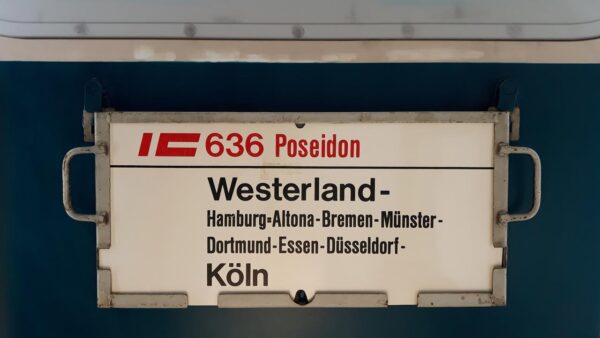 IC 636 Poseidon
Westerland-
Hamburg-Altona-Bremen-Münster-
Dortmund-Essen-Düsseldorf-
Köln